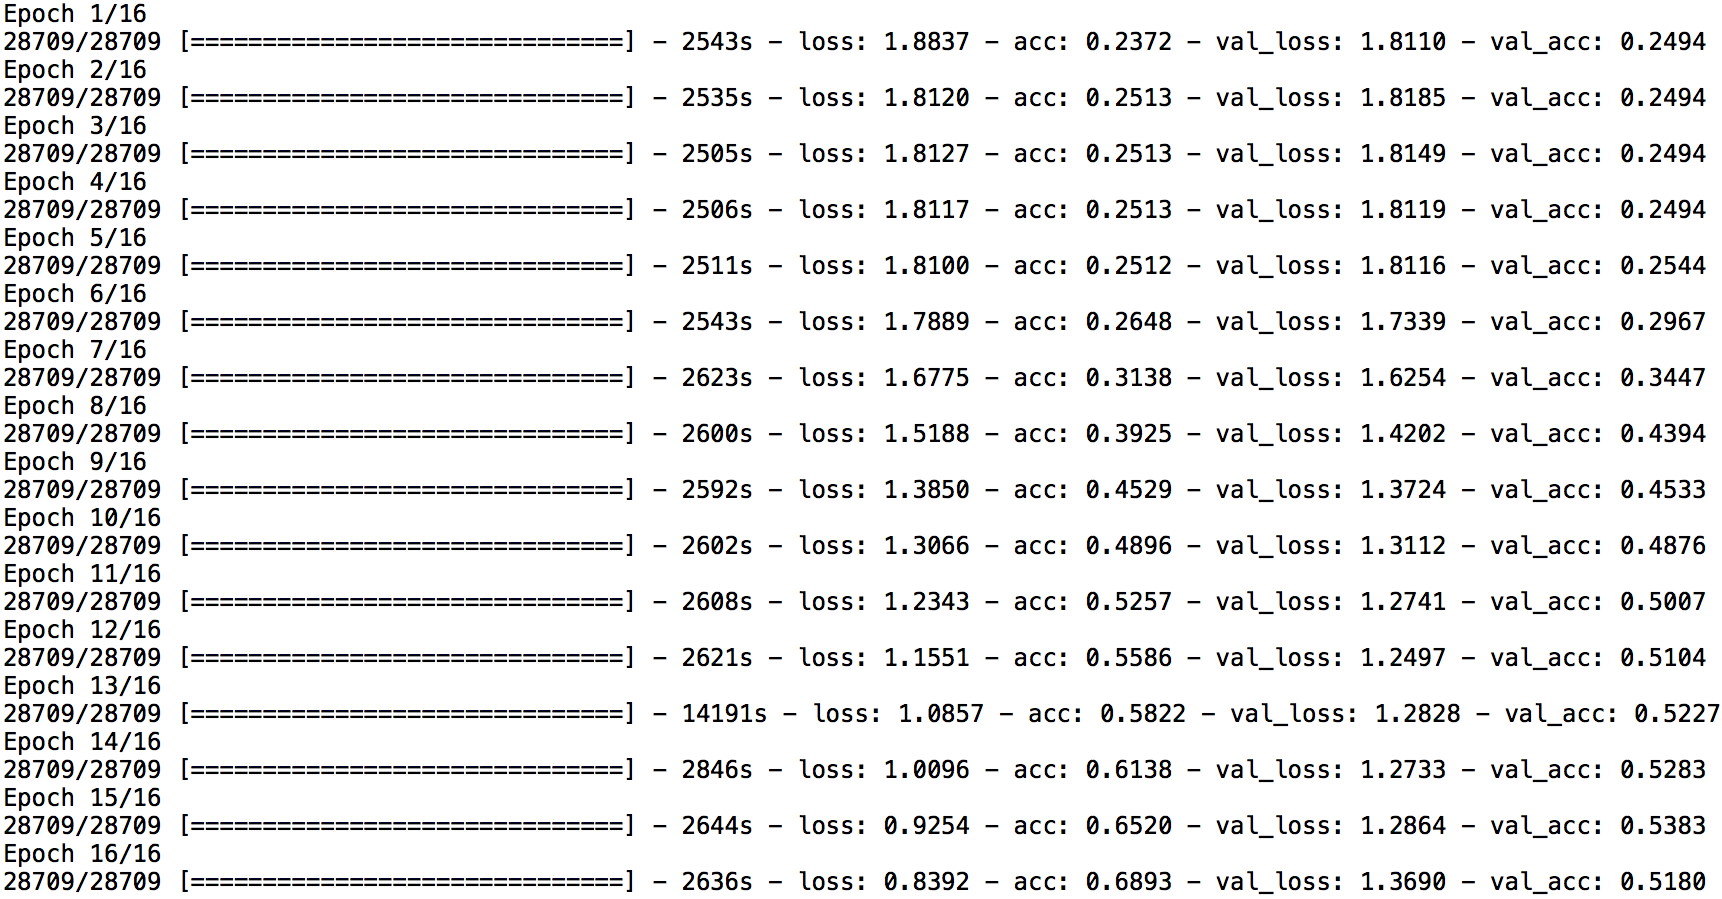 Epoch 1/16
28709/28709 [==============================] - 2543s - loss: 1.8837 - acc: 0.2372 - val_loss: 1.8110 - val_acc: 0.2494
Epoch 2/16
28709/28709 [==============================] - 2535s - loss: 1.8120 - acc: 0.2513 - val_loss: 1.8185 - val_acc: 0.2494
Epoch 3/16
28709/28709 [==============================] - 2505s - loss: 1.8127 - acc: 0.2513 - val_loss: 1.8149 - val_acc: 0.2494
Epoch 4/16
28709/28709 [==============================] - 2506s - loss: 1.8117 - acc: 0.2513 - val_loss: 1.8119 - val_acc: 0.2494
Epoch 5/16
28709/28709 [==============================] - 2511s - loss: 1.8100 - acc: 0.2512 - val_loss: 1.8116 - val_acc: 0.2544
Epoch 6/16
28709/28709 [==============================] - 2543s - loss: 1.7889 - acc: 0.2648 - val_loss: 1.7339 - val_acc: 0.2967
Epoch 7/16
28709/28709 [==============================] - 2623s - loss: 1.6775 - acc: 0.3138 - val_loss: 1.6254 - val_acc: 0.3447
Epoch 8/16
28709/28709 [==============================] - 2600s - loss: 1.5188 - acc: 0.3925 - val_loss: 1.4202 - val_acc: 0.4394
Epoch 9/16
28709/28709 [==============================] - 2592s - loss: 1.3850 - acc: 0.4529 - val_loss: 1.3724 - val_acc: 0.4533
Epoch 10/16
28709/28709 [==============================] - 2602s - loss: 1.3066 - acc: 0.4896 - val_loss: 1.3112 - val_acc: 0.4876
Epoch 11/16
28709/28709 [==============================] - 2608s - loss: 1.2343 - acc: 0.5257 - val_loss: 1.2741 - val_acc: 0.5007
Epoch 12/16
28709/28709 [==============================] - 2621s - loss: 1.1551 - acc: 0.5586 - val_loss: 1.2497 - val_acc: 0.5104
Epoch 13/16
28709/28709 [==============================] - 14191s - loss: 1.0857 - acc: 0.5822 - val_loss: 1.2828 - val_acc: 0.5227
Epoch 14/16
28709/28709 [==============================] - 2846s - loss: 1.0096 - acc: 0.6138 - val_loss: 1.2733 - val_acc: 0.5283
Epoch 15/16
28709/28709 [==============================] - 2644s - loss: 0.9254 - acc: 0.6520 - val_loss: 1.2864 - val_acc: 0.5383
Epoch 16/16
28709/28709 [==============================] - 2636s - loss: 0.8392 - acc: 0.6893 - val_loss: 1.3690 - val_acc: 0.5180